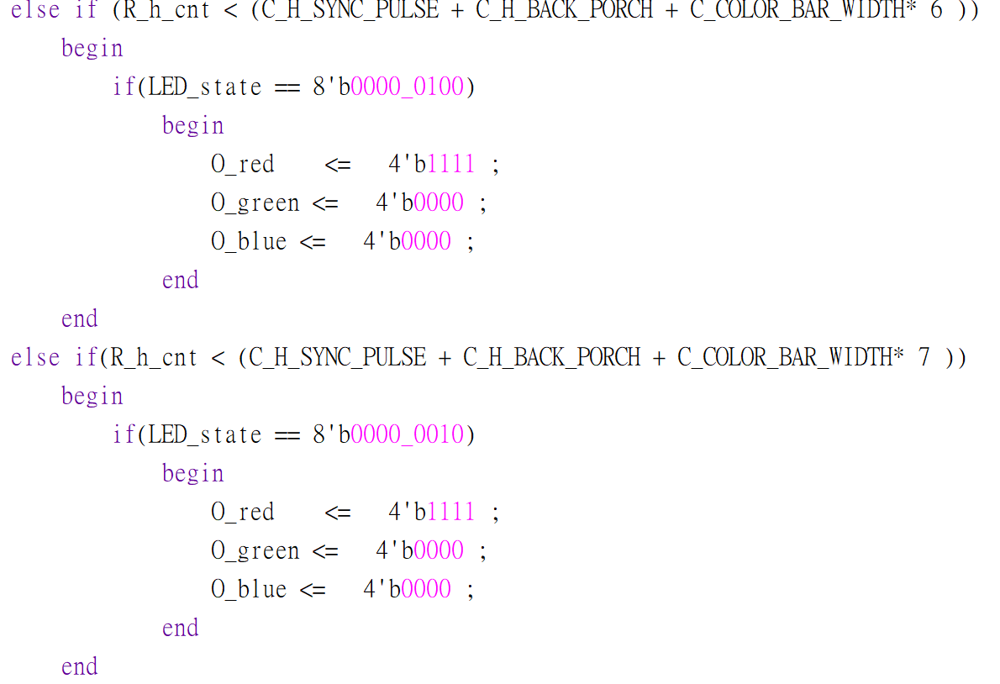 else if (R_h_cnt < (C_H_SYNC_PULSE + C_H_BACK_PORCH + C_COLOR_BAR_WIDTH* 6 ))
begin
if(LED_state == 8'b0000_0100)
begin
O_red <= 4'b1111 ;
O_green <= 4'b0000 ;
O_blue <= 4'b0000 ;
end
end
else if(R_h_cnt < (C_H_SYNC_PULSE + C_H_BACK_PORCH + C_COLOR_BAR_WIDTH* 7 ))
begin
if(LED_state == 8'b0000_0010)
begin
O_red <= 4'b1111 ;
O_green <= 4'b0000 ;
O_blue <= 4'b0000 ;
end
end